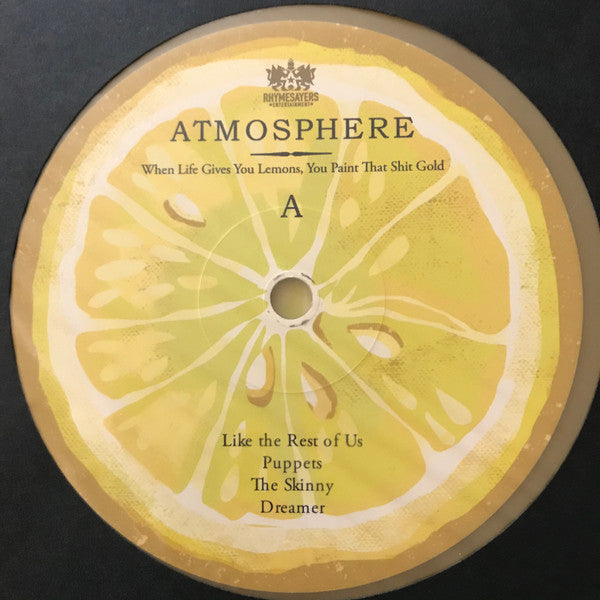 RHYMESAYERS
ENTERTAINMENT
ATMOSPHERE
When Life Gives You Lemons, You Paint That Shit Gold
A
Like the Rest of Us
Puppets
The Skinny
Dreamer